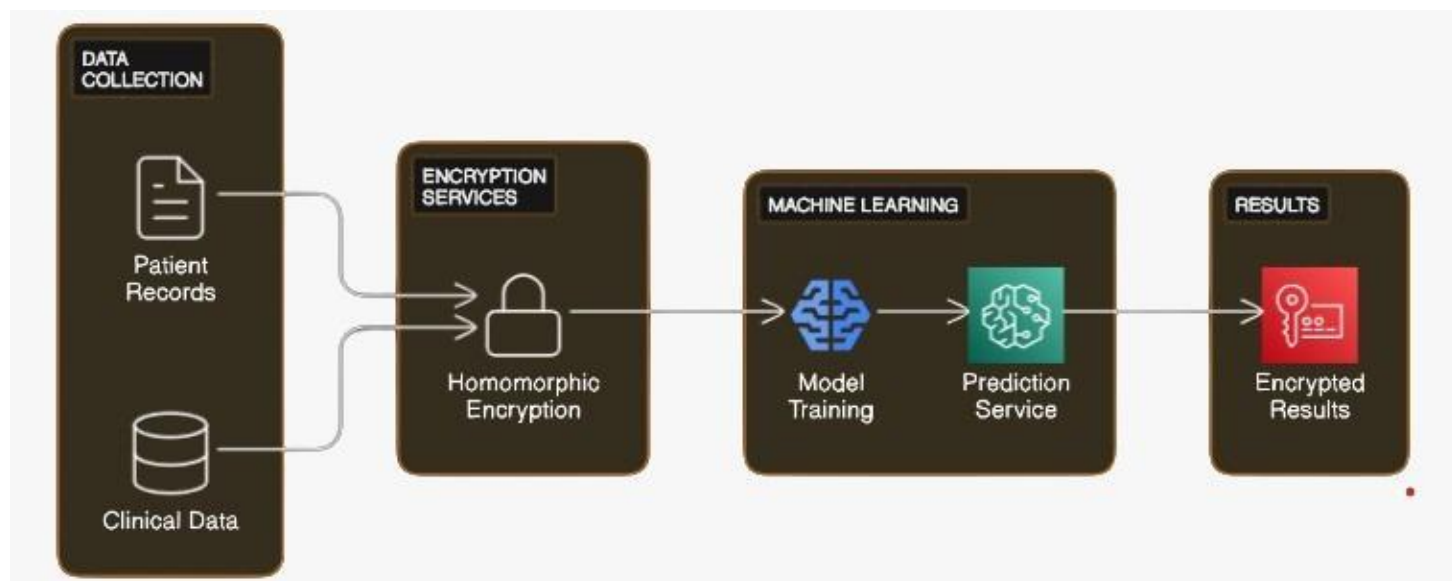 DATA
COLLECTION
Patient
Records
Clinical Data
ENCRYPTION
SERVICES
Homomorphic
Encryption
MACHINE LEARNING
Model
Training
Prediction
Service
RESULTS
Encrypted
Results